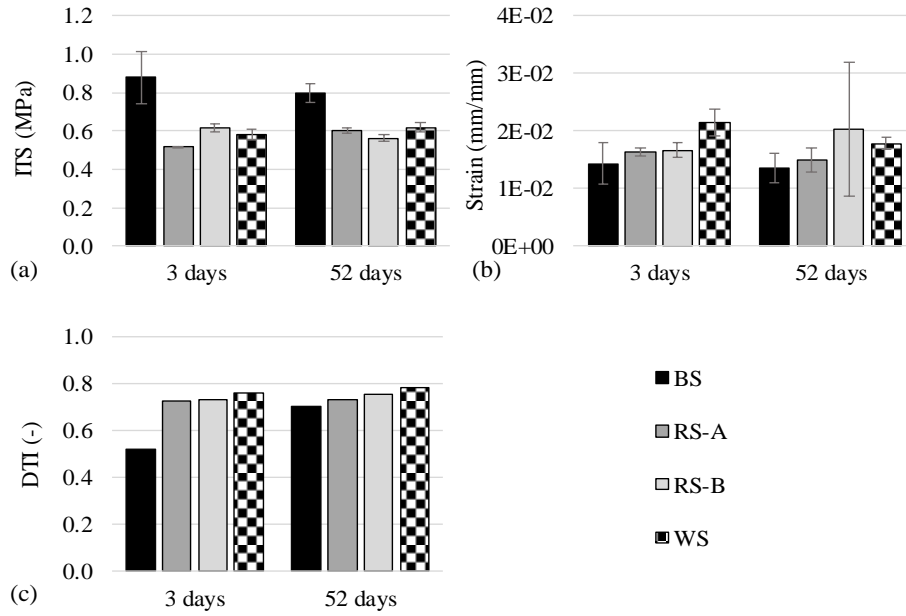 1.2
1.0
0.8
0.6
0.4
0.2
0.0
ITS (MPa)
3 days
52 days
(a)
4E-02
3E-02
2E-02
1E-02
0E+00
Strain (mm/mm)
3 days
52 days
(b)
1.0
0.8
0.6
0.4
0.2
0.0
DTI (-)
3 days
52 days
(c)
BS
RS-A
RS-B
WS